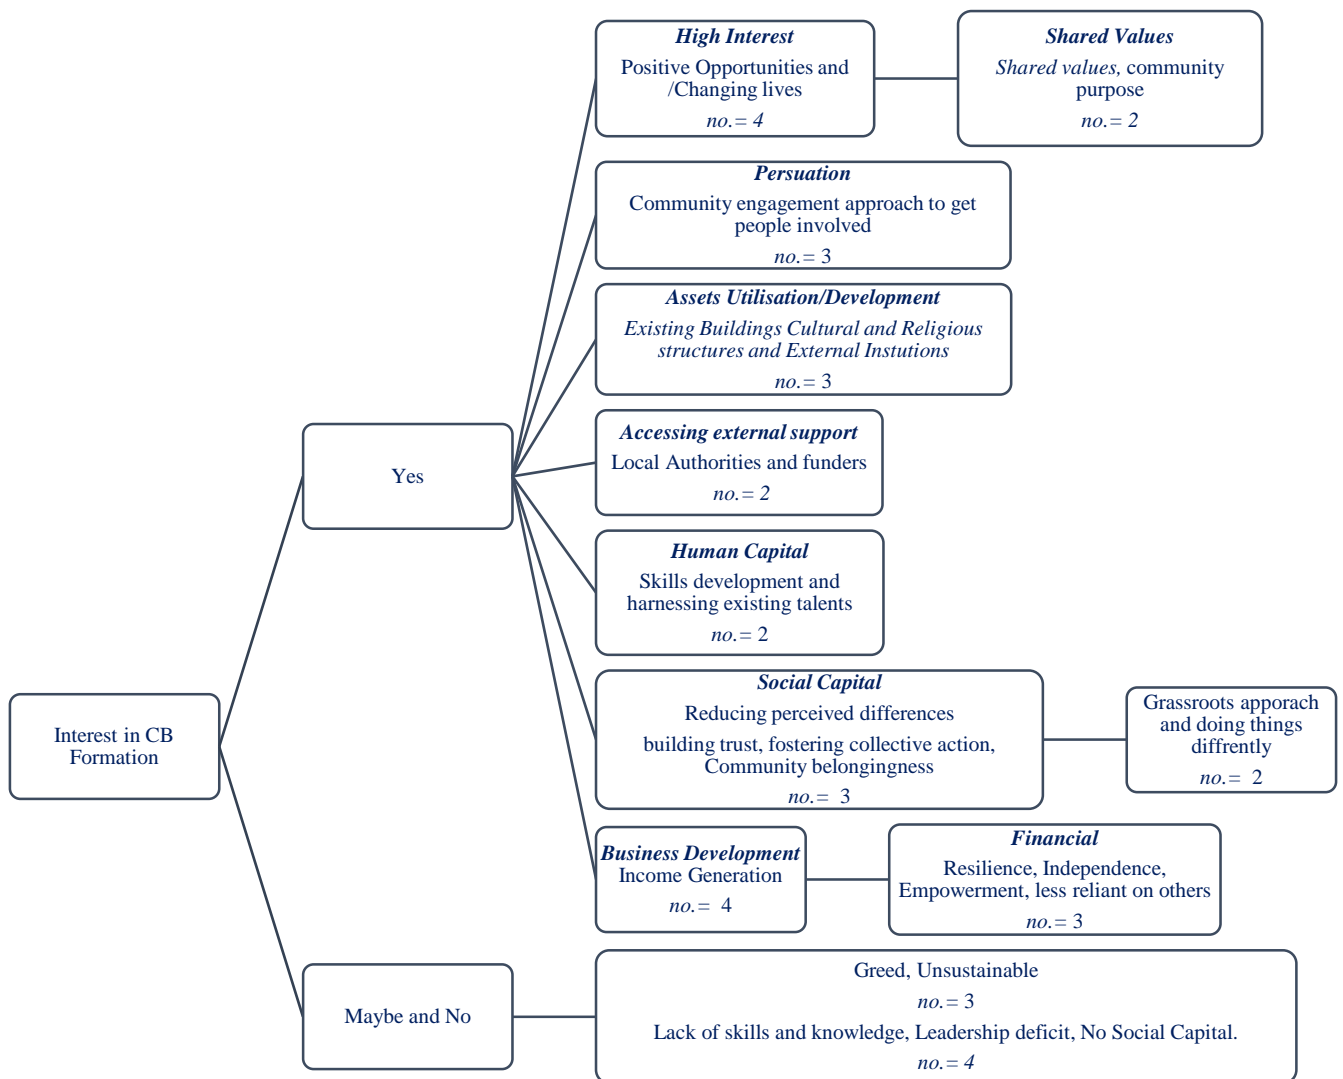 High Interest
Positive Opportunities and
/Changing lives
no.= 4
Shared Values
Shared values, community
purpose
no.= 2
Persuation
Community engagement approach to get
people involved
no.= 3
Assets Utilisation/Development
Existing Buildings Cultural and Religious
structures and External Instutions
no.= 3
Yes
Accessing external support
Local Authorities and funders
no.= 2
Human Capital
Skills development and
harnessing existing talents
no.= 2
Interest in CB
Formation
Social Capital
Reducing perceived differences
building trust, fostering collective action,
Community belongingness
no.= 3
Grassroots apporach
and doing things
diffrently
no.= 2
Business Development
Income Generation
no.= 4
Financial
Resilience, Independence,
Empowerment, less reliant on others
no.= 3
Maybe and No
Greed, Unsustainable
no.= 3
Lack of skills and knowledge, Leadership deficit, No Social Capital.
no.= 4